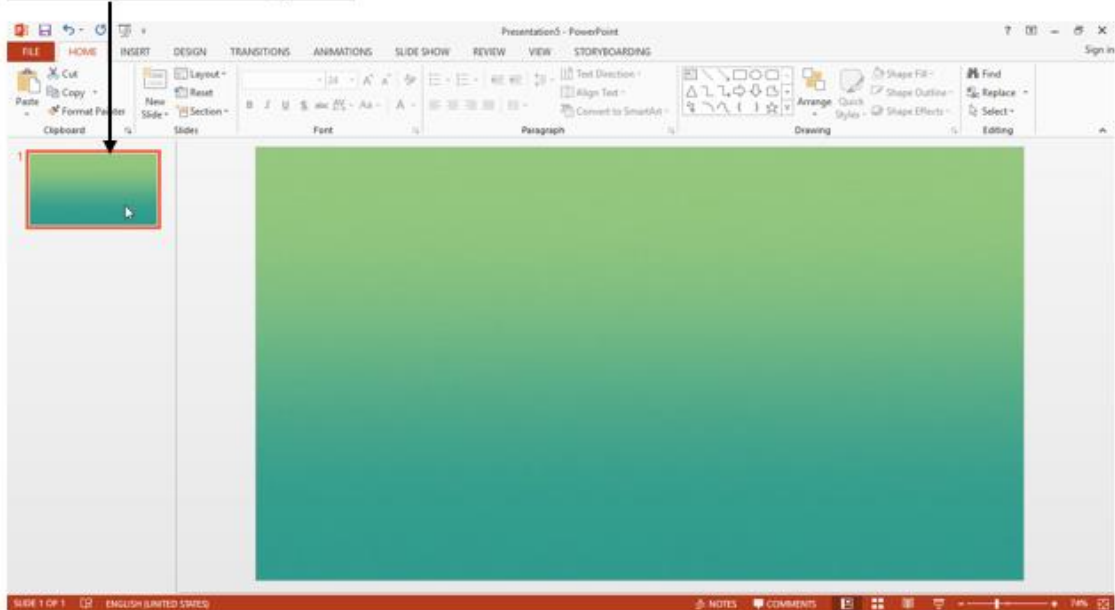 Presentation5 - PowerPoint
FILE HOME INSERT DESIGN TRANSITIONS ANIMATIONS SLIDE SHOW REVIEW VIEW STORYBOARDING Sign in
Cut Layout Text Direction Shape Fill Find
Copy Reset Align Text Shape Outline Replace
Paste Format Painter New Slide Section Convert to SmartArt Arrange Quick Styles Shape Effects Select
Clipboard Slides Font Paragraph Drawing Editing
1
SLIDE 1 OF 1 ENGLISH (UNITED STATES) NOTES COMMENTS 74%